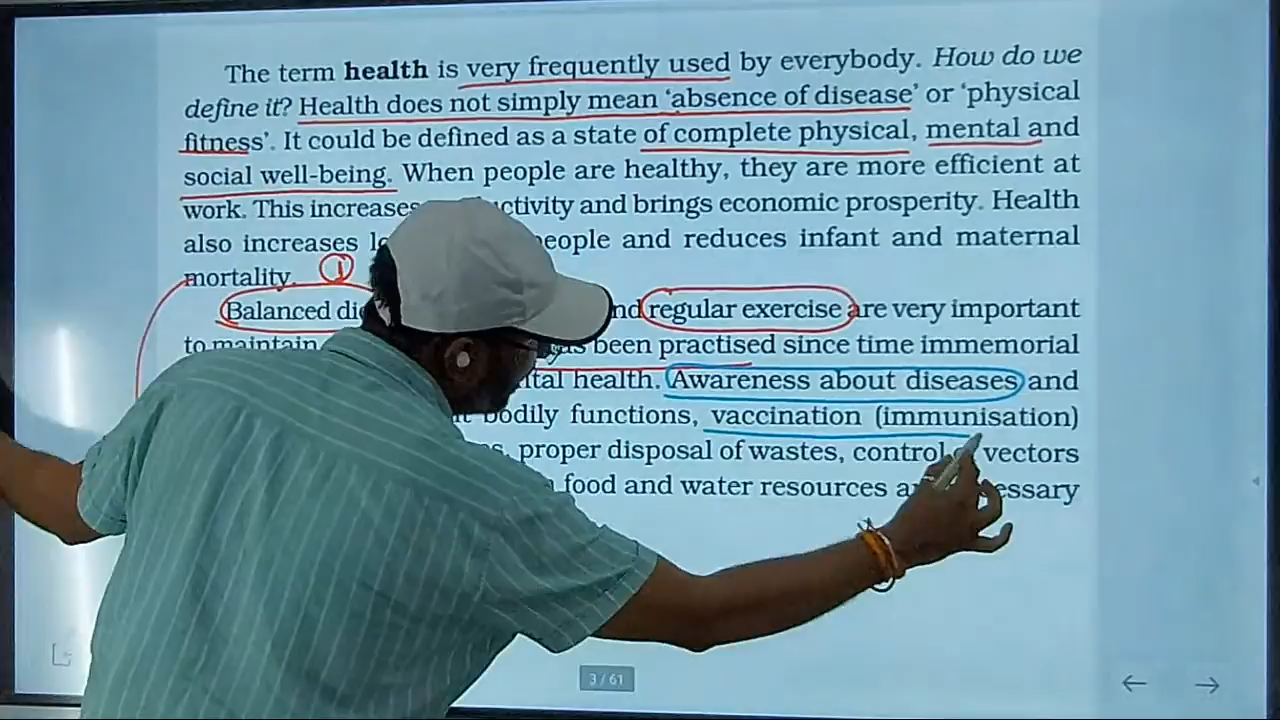 The term health is very frequently used by everybody. How do we
define it? Health does not simply mean ‘absence of disease’ or ‘physical
fitness’. It could be defined as a state of complete physical, mental and
social well-being. When people are healthy, they are more efficient at
work. This increases ctivity and brings economic prosperity. Health
also increases people and reduces infant and maternal
mortality. 1
Balanced regular exercise are very important
to maintain been practised since time immemorial
health. Awareness about diseases and
bodily functions, vaccination (immunisation)
proper disposal of wastes, control vectors
food and water resources essary
3 / 61